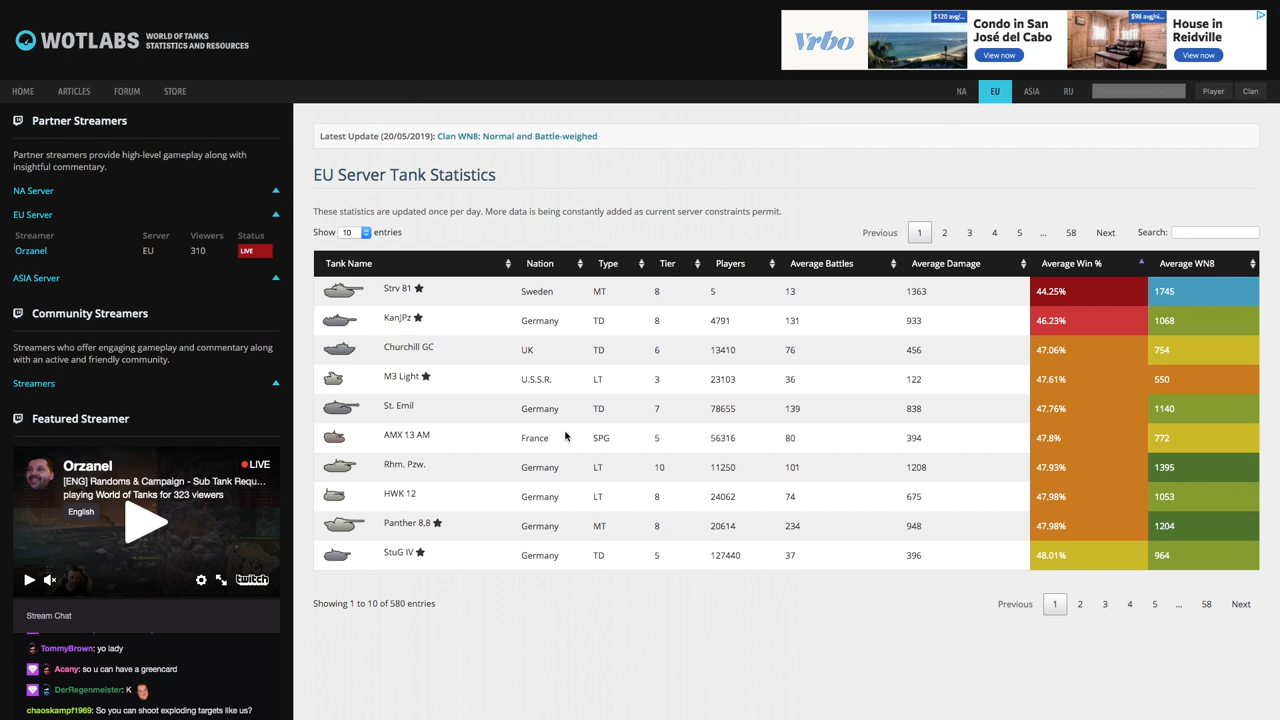 WOTLABS WORLD OF TANKS
STATISTICS AND RESOURCES
Vrbo
$120 avg/...
Condo in San
José del Cabo
View now
$98 avg/ni...
House in
Reidville
View now
HOME ARTICLES FORUM STORE NA EU ASIA RU Player Clan
Partner Streamers
Partner streamers provide high-level gameplay along with
insightful commentary.
NA Server
EU Server
Streamer Server Viewers Status
Orzanel EU 310 LIVE
ASIA Server
Community Streamers
Streamers who offer engaging gameplay and commentary along
with an active and friendly community.
Streamers
Featured Streamer
Orzanel LIVE
[ENG] Randoms & Campaign - Sub Tank Requ...
playing World of Tanks for 323 viewers
English
twitch
Stream Chat
TommyBrown: yo lady
Acany: so u can have a greencard
DerRegenmeister: K
chaoskampf1969: So you can shoot exploding targets like us?
Latest Update (20/05/2019): Clan WN8: Normal and Battle-weighed
EU Server Tank Statistics
These statistics are updated once per day. More data is being constantly added as current server constraints permit.
Show 10 entries Previous 1 2 3 4 5 ... 58 Next Search:
Tank Name Nation Type Tier Players Average Battles Average Damage Average Win % Average WN8
Strv 81 ★ Sweden MT 8 5 13 1363 44.25% 1745
KanJPz ★ Germany TD 8 4791 131 933 46.23% 1068
Churchill GC UK TD 6 13410 76 456 47.06% 754
M3 Light ★ U.S.S.R. LT 3 23103 36 122 47.61% 550
St. Emil Germany TD 7 78655 139 838 47.76% 1140
AMX 13 AM France SPG 5 56316 80 394 47.8% 772
Rhm. Pzw. Germany LT 10 11250 101 1208 47.93% 1395
HWK 12 Germany LT 8 24062 74 675 47.98% 1053
Panther 8,8 ★ Germany MT 8 20614 234 948 47.98% 1204
StuG IV ★ Germany TD 5 127440 37 396 48.01% 964
Showing 1 to 10 of 580 entries Previous 1 2 3 4 5 ... 58 Next